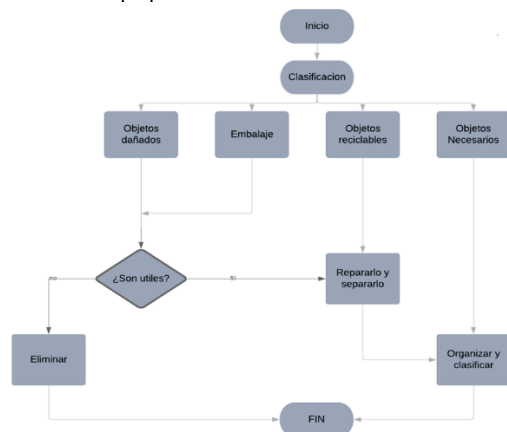 Inicio
Clasificacion
Objetos
dañados
Embalaje
Objetos
reciclables
Objetos
Necesarios
¿Son utiles?
no
si
Repararlo y
separarlo
Eliminar
Organizar y
clasificar
FIN